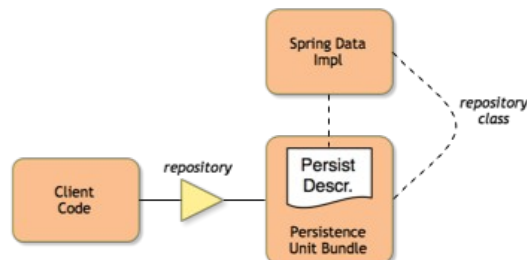 Spring Data
Impl
repository
class
repository
Client
Code
Persist
Descr.
Persistence
Unit Bundle